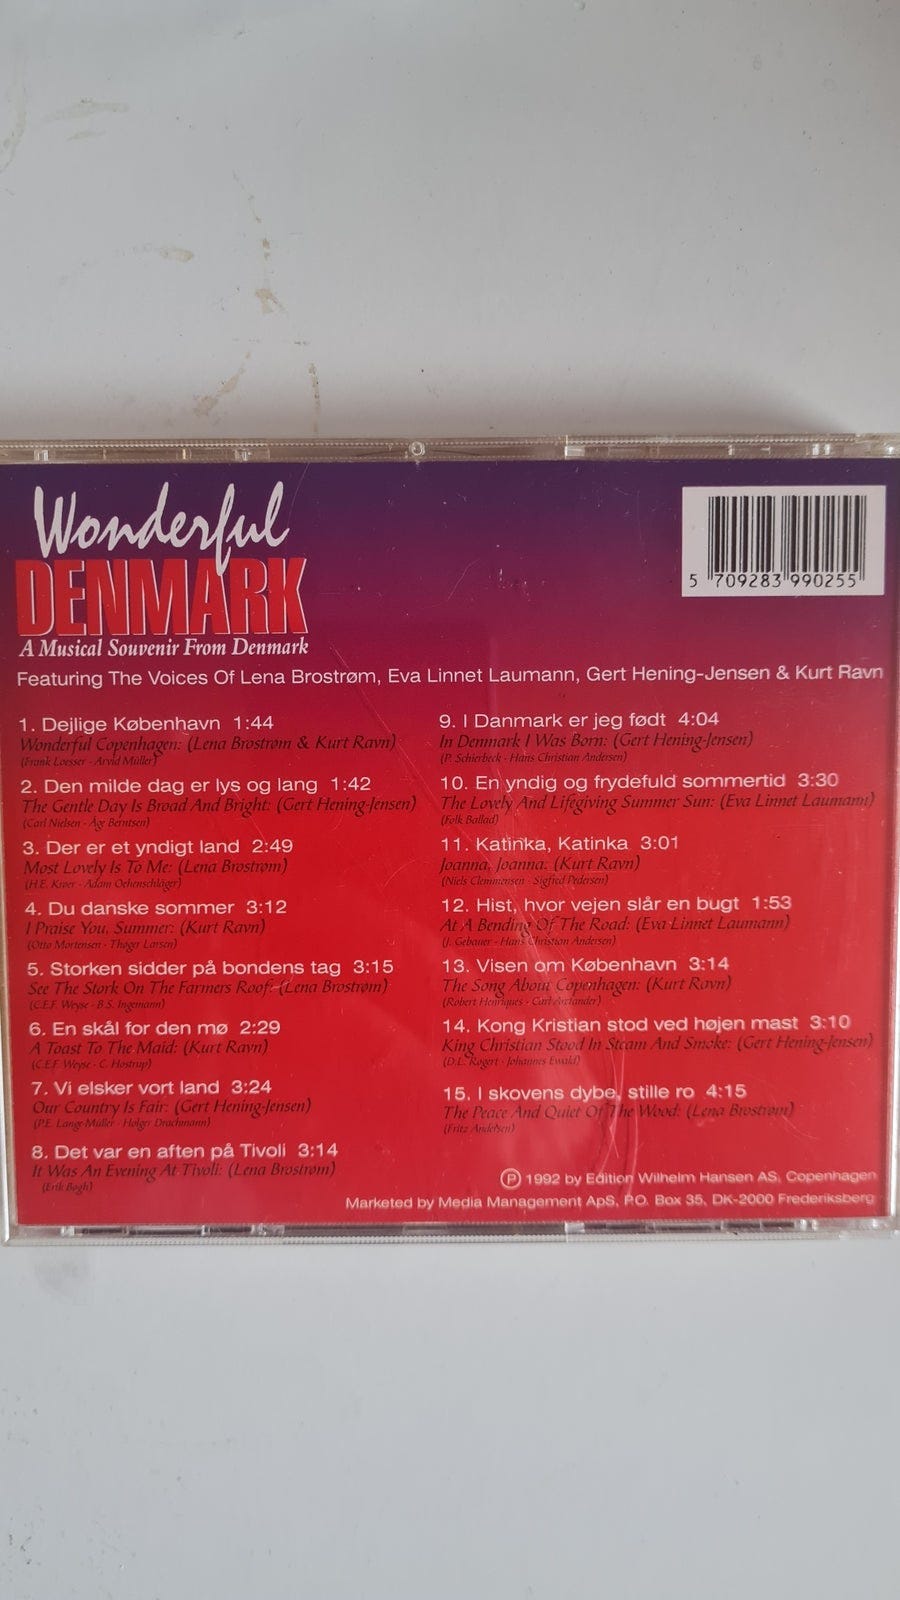 Wonderful
DENMARK
A Musical Souvenir From Denmark
5 709283 990255
Featuring The Voices Of Lena Brostrøm, Eva Linnet Laumann, Gert Hening-Jensen & Kurt Ravn
1. Dejlige København 1:44
Wonderful Copenhagen: (Lena Brostrøm & Kurt Ravn)
(Frank Loesser - Arvid Müller)
2. Den milde dag er lys og lang 1:42
The Gentle Day Is Broad And Bright: (Gert Hening-Jensen)
(Carl Nielsen - Åge Berntsen)
3. Der er et yndigt land 2:49
Most Lovely Is To Me: (Lena Brostrøm)
(H.E. Krøer - Adam Oehenschläger)
4. Du danske sommer 3:12
I Praise You, Summer: (Kurt Ravn)
(Otto Mortensen - Thøger Larsen)
5. Storken sidder på bondens tag 3:15
See The Stork On The Farmers Roof: (Lena Brostrøm)
(C.E.F. Weyse - B.S. Ingemann)
6. En skål for den mø 2:29
A Toast To The Maid: (Kurt Ravn)
(C.E.F. Weyse - C. Hostrup)
7. Vi elsker vort land 3:24
Our Country Is Fair: (Gert Hening-Jensen)
(P.E. Lange-Müller - Holger Drachmann)
8. Det var en aften på Tivoli 3:14
It Was An Evening At Tivoli: (Lena Brostrøm)
(Erik Bøgh)
9. I Danmark er jeg født 4:04
In Denmark I Was Born: (Gert Hening-Jensen)
(P. Schierbeck - Hans Christian Andersen)
10. En yndig og frydefuld sommertid 3:30
The Lovely And Lifegiving Summer Sun: (Eva Linnet Laumann)
(Folk Ballad)
11. Katinka, Katinka 3:01
Joanna, Joanna: (Kurt Ravn)
(Niels Clemmensen - Sigfred Pedersen)
12. Hist, hvor vejen slår en bugt 1:53
At A Bending Of The Road: (Eva Linnet Laumann)
(J. Gebauer - Hans Christian Andersen)
13. Visen om København 3:14
The Song About Copenhagen: (Kurt Ravn)
(Robert Henriques - Carl Arctander)
14. Kong Kristian stod ved højen mast 3:10
King Christian Stood In Steam And Smoke: (Gert Hening-Jensen)
(D.L. Rogert - Johannes Ewald)
15. I skovens dybe, stille ro 4:15
The Peace And Quiet Of The Wood: (Lena Brostrøm)
(Fritz Andersen)
Ⓟ 1992 by Edition Wilhelm Hansen AS, Copenhagen
Marketed by Media Management ApS, P.O. Box 35, DK-2000 Frederiksberg